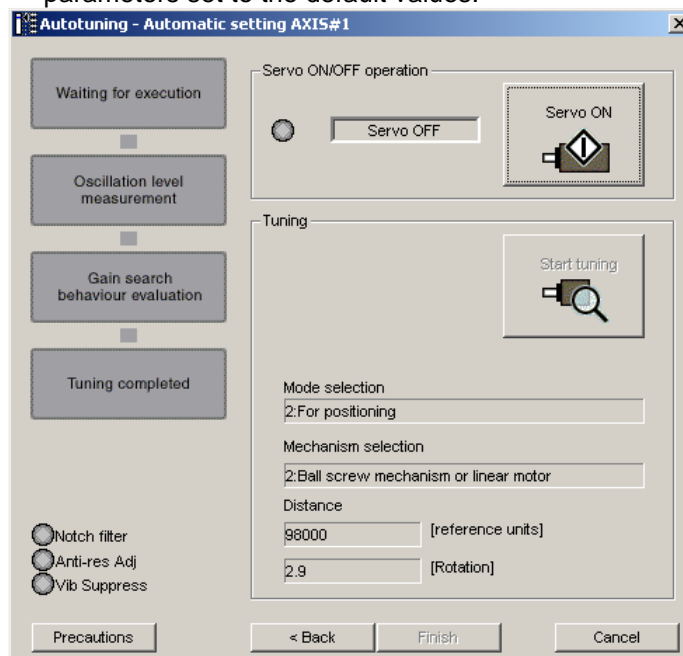 parameters set to the default values.
Autotuning - Automatic setting AXIS#1
Waiting for execution
Oscillation level
measurement
Gain search
behaviour evaluation
Tuning completed
Notch filter
Anti-res Adj
Vib Suppress
Servo ON/OFF operation
Servo OFF
Servo ON
Tuning
Start tuning
Mode selection
2:For positioning
Mechanism selection
2:Ball screw mechanism or linear motor
Distance
98000 [reference units]
2.9 [Rotation]
Precautions
< Back
Finish
Cancel